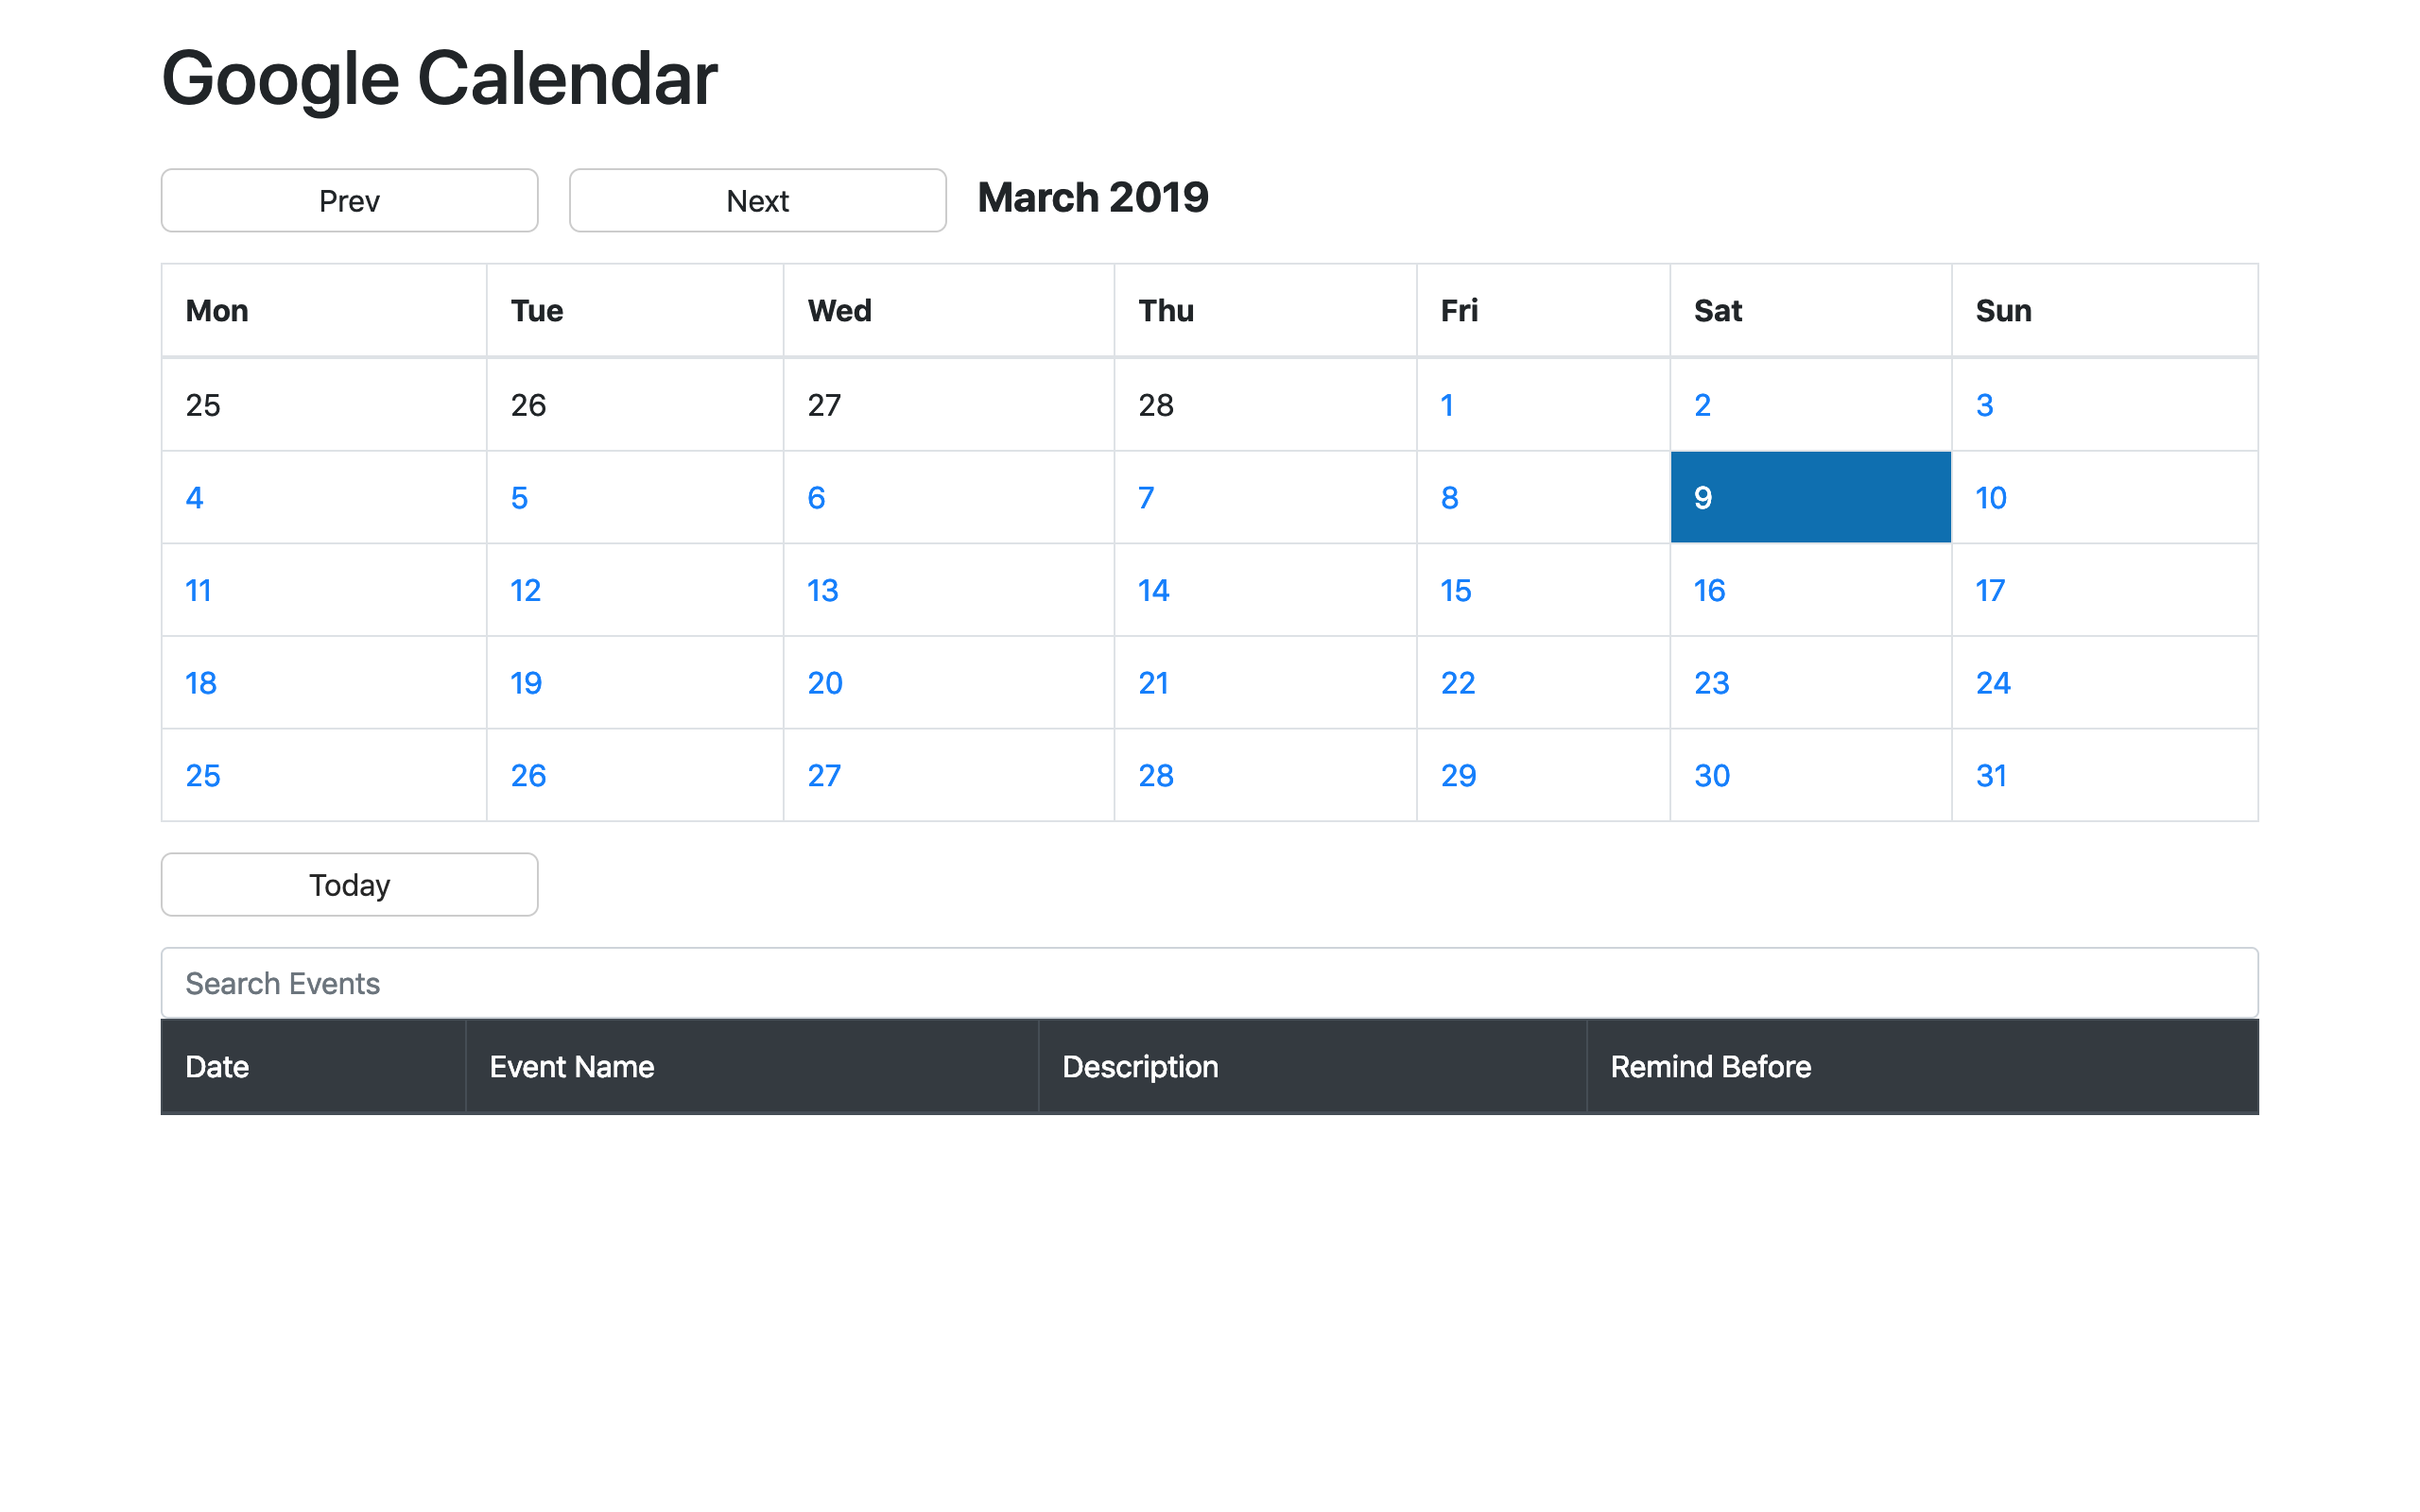 Google Calendar
Prev Next March 2019
Mon Tue Wed Thu Fri Sat Sun
25 26 27 28 1 2 3
4 5 6 7 8 9 10
11 12 13 14 15 16 17
18 19 20 21 22 23 24
25 26 27 28 29 30 31
Today
Search Events
Date Event Name Description Remind Before